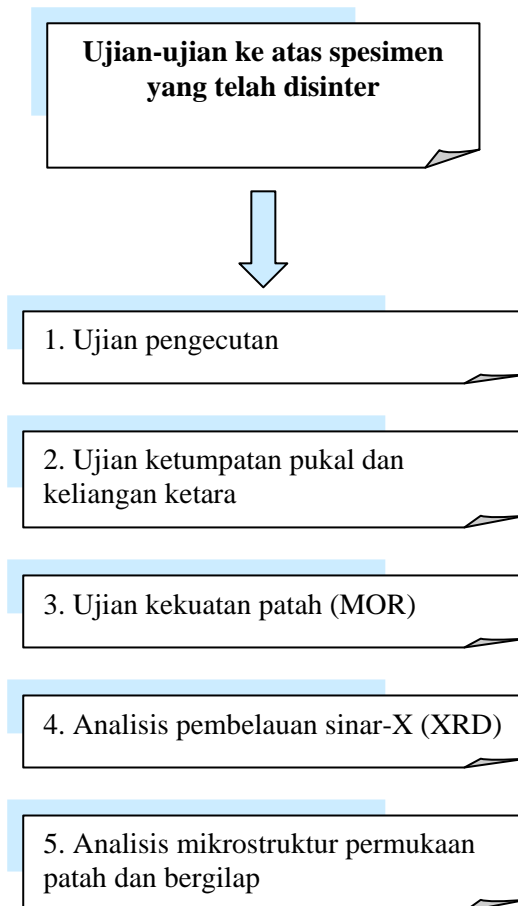 Ujian-ujian ke atas spesimen
yang telah disinter
1. Ujian pengecutan
2. Ujian ketumpatan pukal dan
keliangan ketara
3. Ujian kekuatan patah (MOR)
4. Analisis pembelauan sinar-X (XRD)
5. Analisis mikrostruktur permukaan
patah dan bergilap